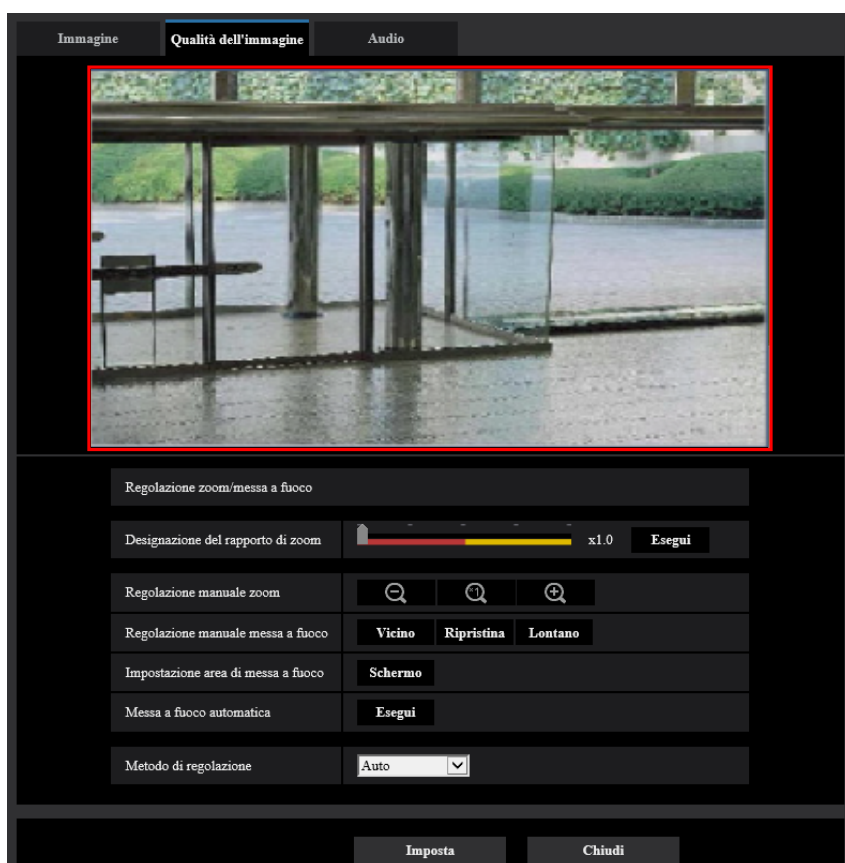 Immagine Qualità dell'immagine Audio
Regolazione zoom/messa a fuoco
Designazione del rapporto di zoom x1.0 Esegui
Regolazione manuale zoom ×1
Regolazione manuale messa a fuoco Vicino Ripristina Lontano
Impostazione area di messa a fuoco Schermo
Messa a fuoco automatica Esegui
Metodo di regolazione Auto
Imposta Chiudi